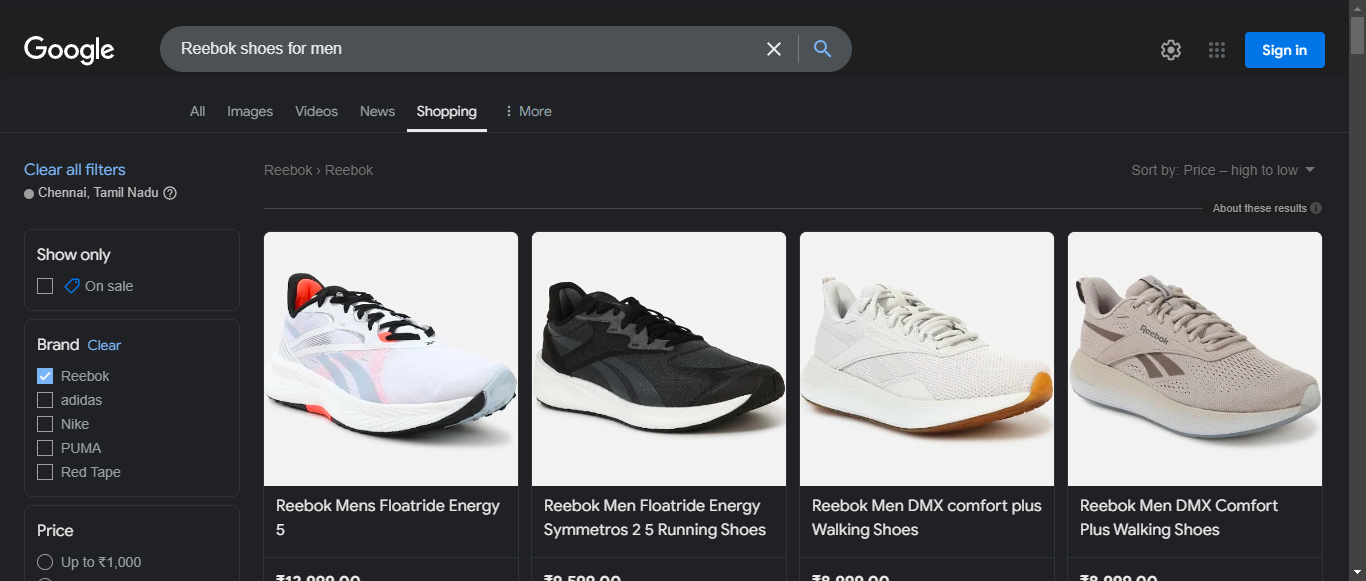 Google
Reebok shoes for men
Sign in
All Images Videos News Shopping More
Clear all filters
Chennai, Tamil Nadu
Reebok › Reebok
Sort by: Price – high to low
About these results
Show only
On sale
Brand Clear
Reebok
adidas
Nike
PUMA
Red Tape
Price
Up to ₹1,000
Reebok
Reebok Mens Floatride Energy
5
Reebok Men Floatride Energy
Symmetros 2 5 Running Shoes
Reebok Men DMX comfort plus
Walking Shoes
Reebok Men DMX Comfort
Plus Walking Shoes